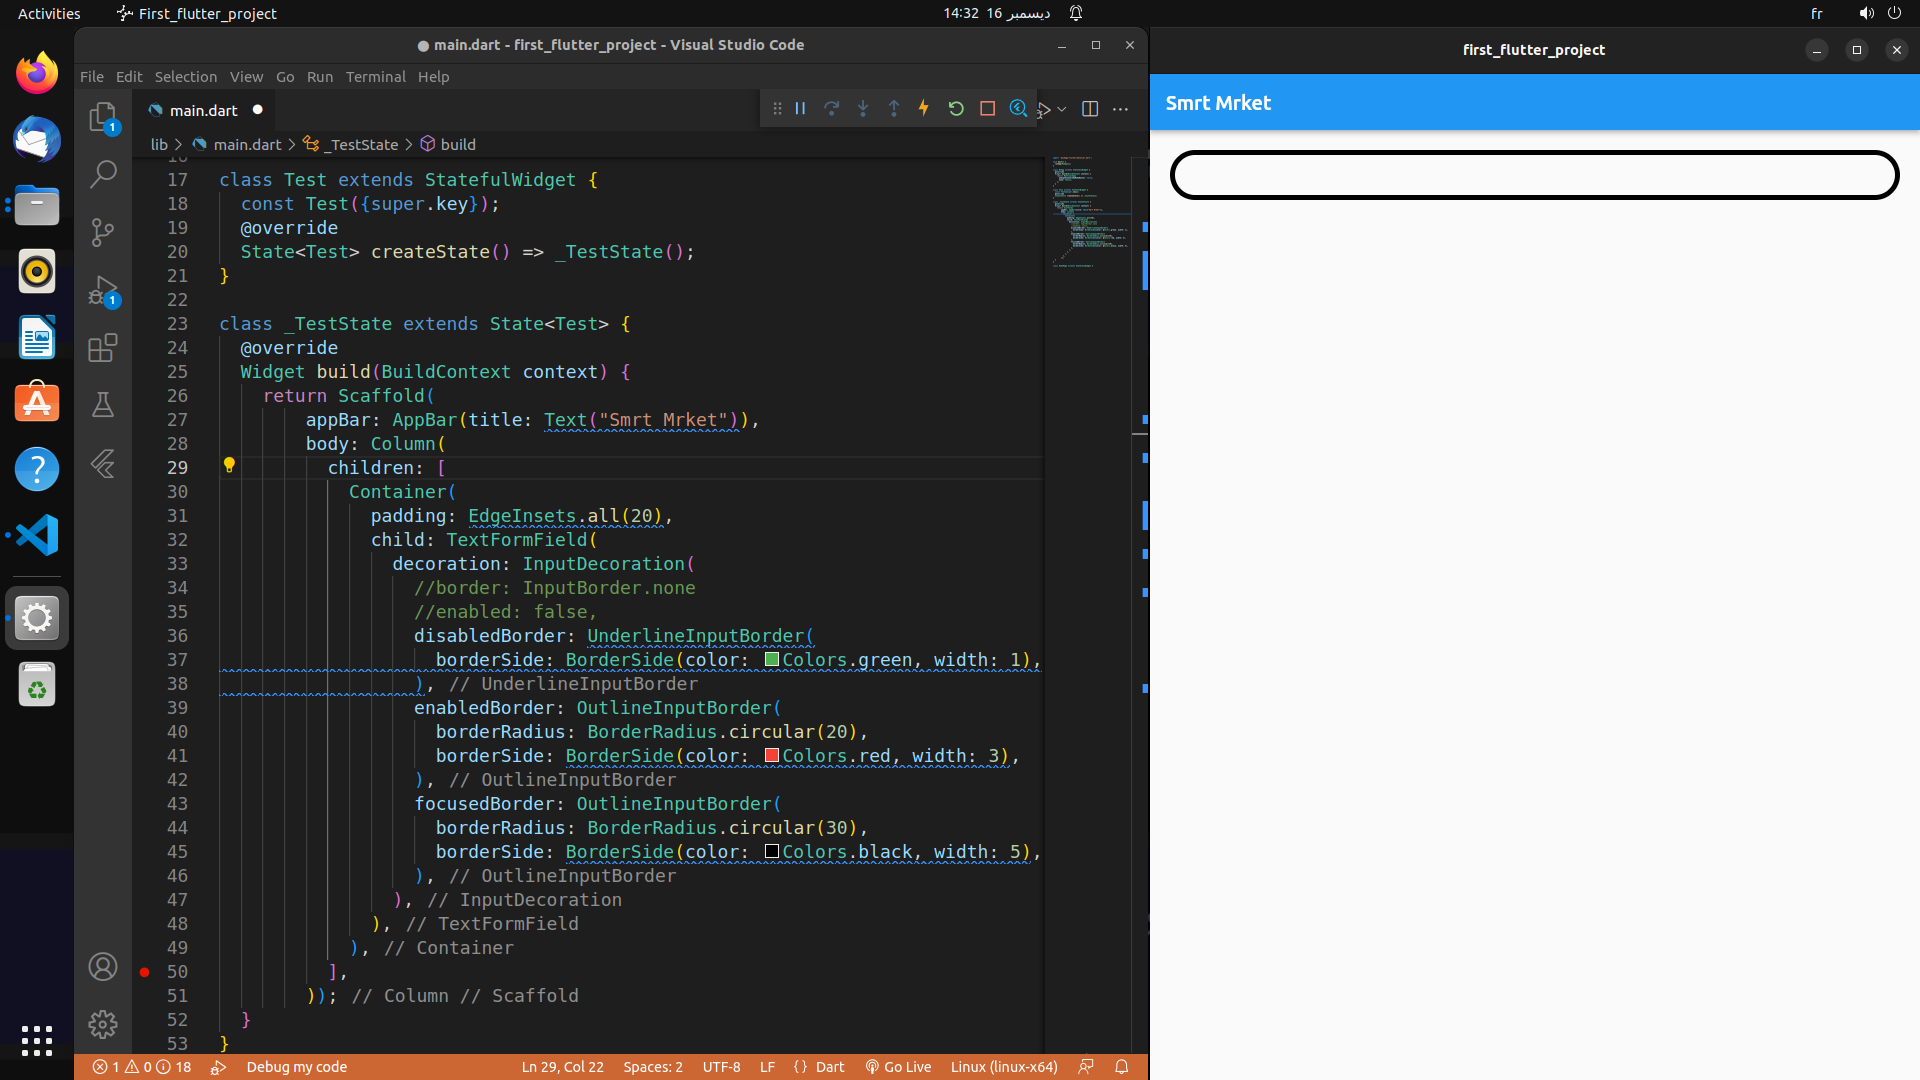 Activities
First_flutter_project
14:32 16 ديسمبر
fr
● main.dart - first_flutter_project - Visual Studio Code
File Edit Selection View Go Run Terminal Help
main.dart
lib > main.dart > _TestState > build
16
17 class Test extends StatefulWidget {
18 const Test({super.key});
19 @override
20 State<Test> createState() => _TestState();
21 }
22
23 class _TestState extends State<Test> {
24 @override
25 Widget build(BuildContext context) {
26 return Scaffold(
27 appBar: AppBar(title: Text("Smrt Mrket")),
28 body: Column(
29 children: [
30 Container(
31 padding: EdgeInsets.all(20),
32 child: TextFormField(
33 decoration: InputDecoration(
34 //border: InputBorder.none
35 //enabled: false,
36 disabledBorder: UnderlineInputBorder(
37 borderSide: BorderSide(color: Colors.green, width: 1),
38 ), // UnderlineInputBorder
39 enabledBorder: OutlineInputBorder(
40 borderRadius: BorderRadius.circular(20),
41 borderSide: BorderSide(color: Colors.red, width: 3),
42 ), // OutlineInputBorder
43 focusedBorder: OutlineInputBorder(
44 borderRadius: BorderRadius.circular(30),
45 borderSide: BorderSide(color: Colors.black, width: 5),
46 ), // OutlineInputBorder
47 ), // InputDecoration
48 ), // TextFormField
49 ), // Container
50 ],
51 )); // Column // Scaffold
52 }
53 }
1
1
1 0 18
Debug my code
Ln 29, Col 22 Spaces: 2 UTF-8 LF {} Dart Go Live Linux (linux-x64)
first_flutter_project
Smrt Mrket